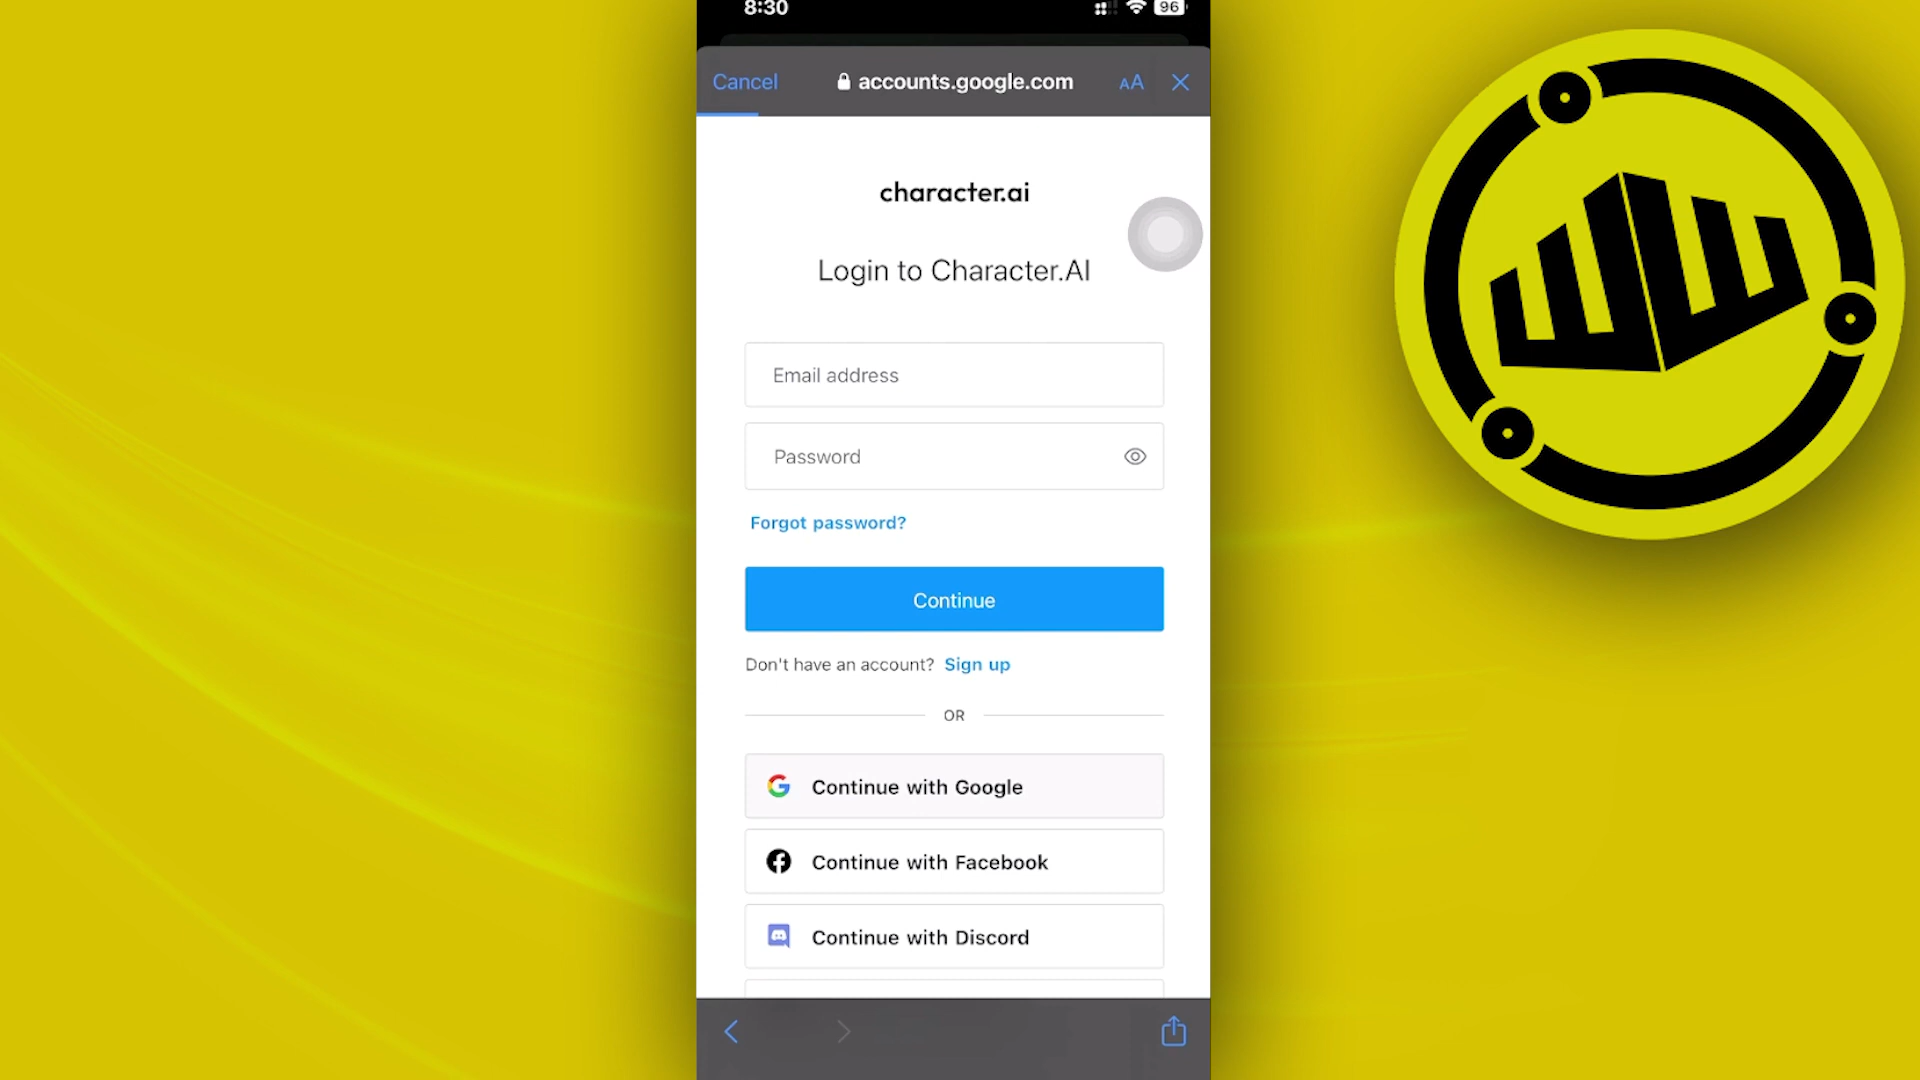 8:30
96
Cancel
accounts.google.com
AA
character.ai
Login to Character.AI
Email address
Password
Forgot password?
Continue
Don't have an account? Sign up
OR
Continue with Google
Continue with Facebook
Continue with Discord